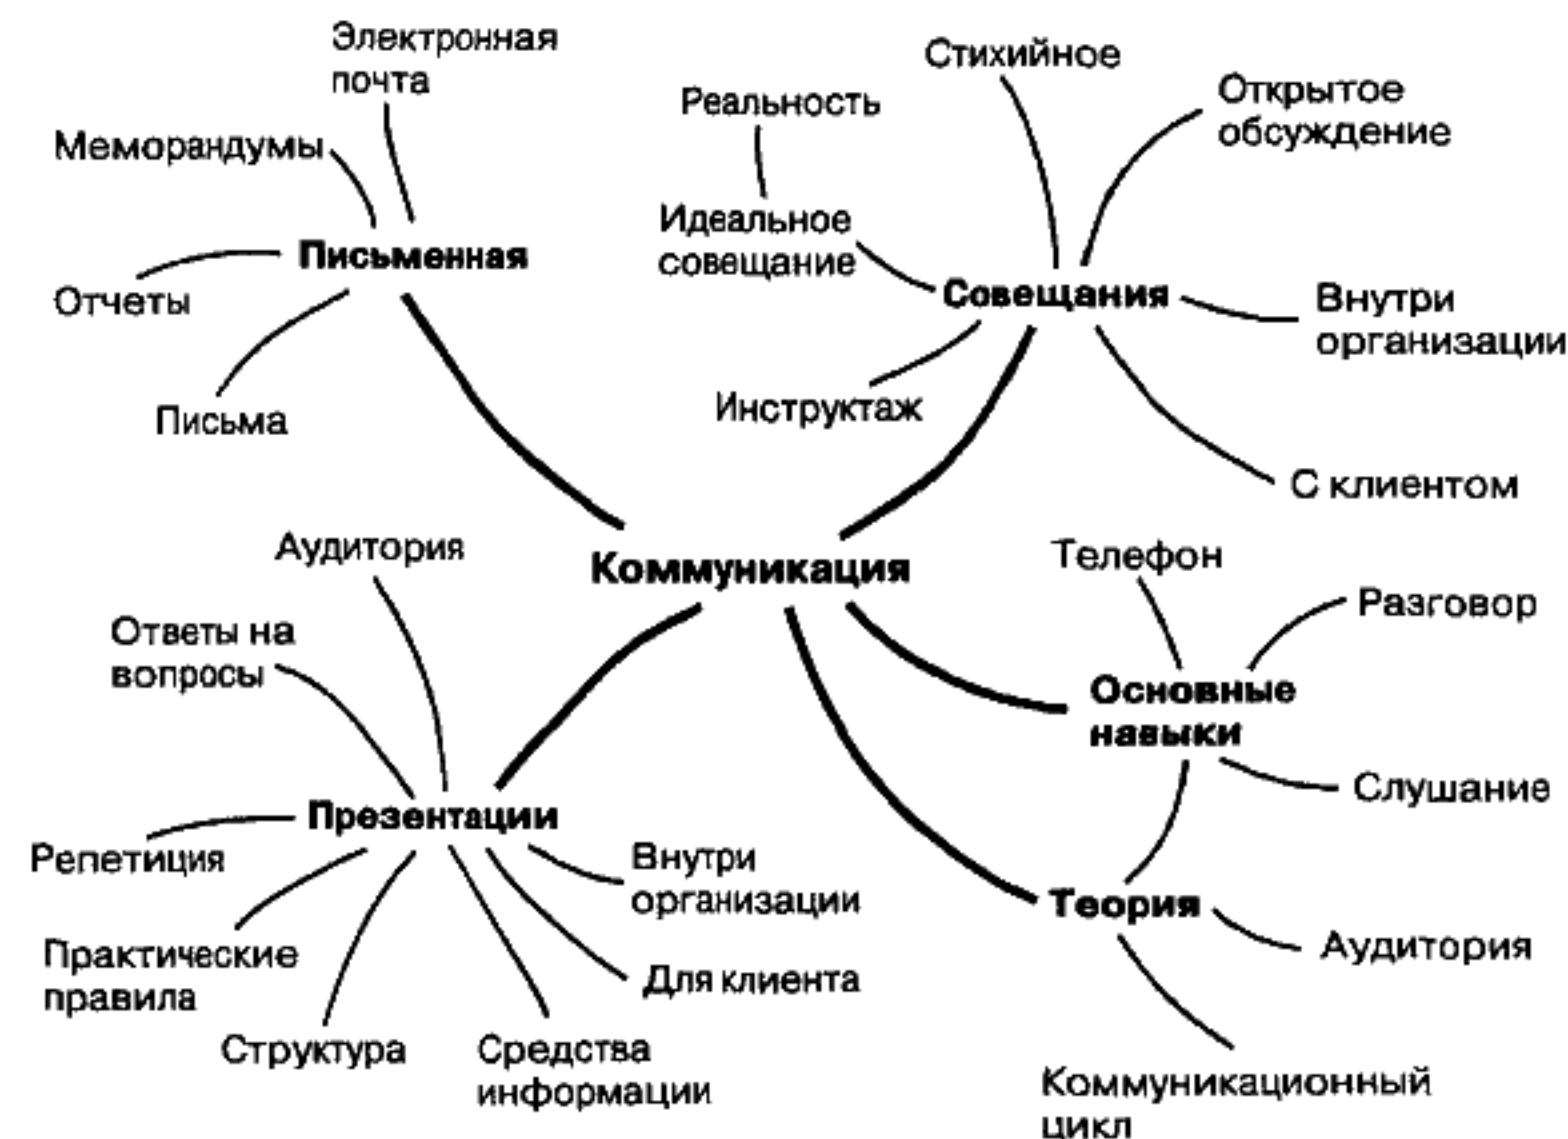 Электронная
почта
Меморандумы
Письменная
Отчеты
Письма
Стихийное
Реальность
Открытое
обсуждение
Идеальное
совещание
Совещания
Внутри
организации
Инструктаж
С клиентом
Коммуникация
Аудитория
Ответы на
вопросы
Презентации
Репетиция
Практические
правила
Структура
Средства
информации
Для клиента
Внутри
организации
Телефон
Разговор
Основные
навыки
Слушание
Теория
Аудитория
Коммуникационный
цикл